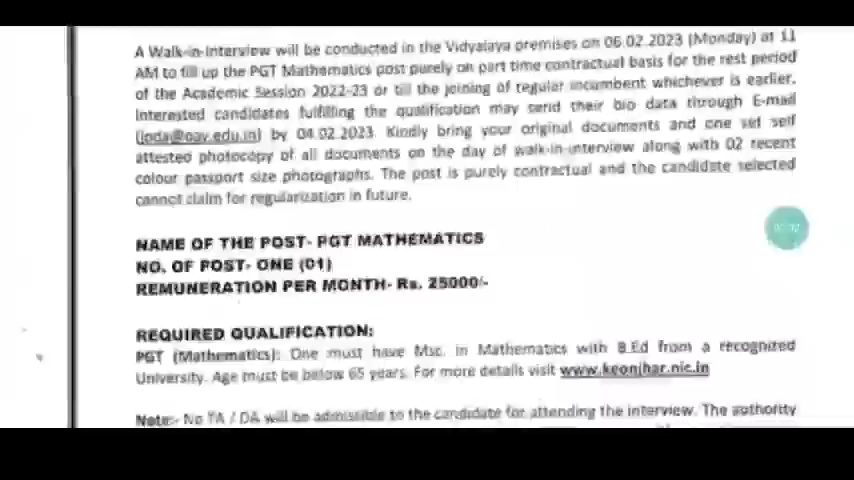 A Walk-in-Interview will be conducted in the Vidyalaya premises on 06.02.2023 (Monday) at 11
AM to fill up the PGT Mathematics post purely on part time contractual basis for the rest period
of the Academic Session 2022-23 or till the joining of regular incumbent whichever is earlier.
Interested candidates fulfilling the qualification may send their bio data through E-mail
(joda@oav.edu.in) by 04.02.2023. Kindly bring your original documents and one set self
attested photocopy of all documents on the day of walk-in-interview along with 02 recent
colour passport size photographs. The post is purely contractual and the candidate selected
cannot claim for regularization in future.
NAME OF THE POST- PGT MATHEMATICS
NO. OF POST- ONE (01)
REMUNERATION PER MONTH- Rs. 25000/-
REQUIRED QUALIFICATION:
PGT (Mathematics): One must have Msc. in Mathematics with B.Ed from a recognized
University. Age must be below 65 years. For more details visit www.keonjhar.nic.in
Note:- No TA / DA will be admissible to the candidate for attending the interview. The authority